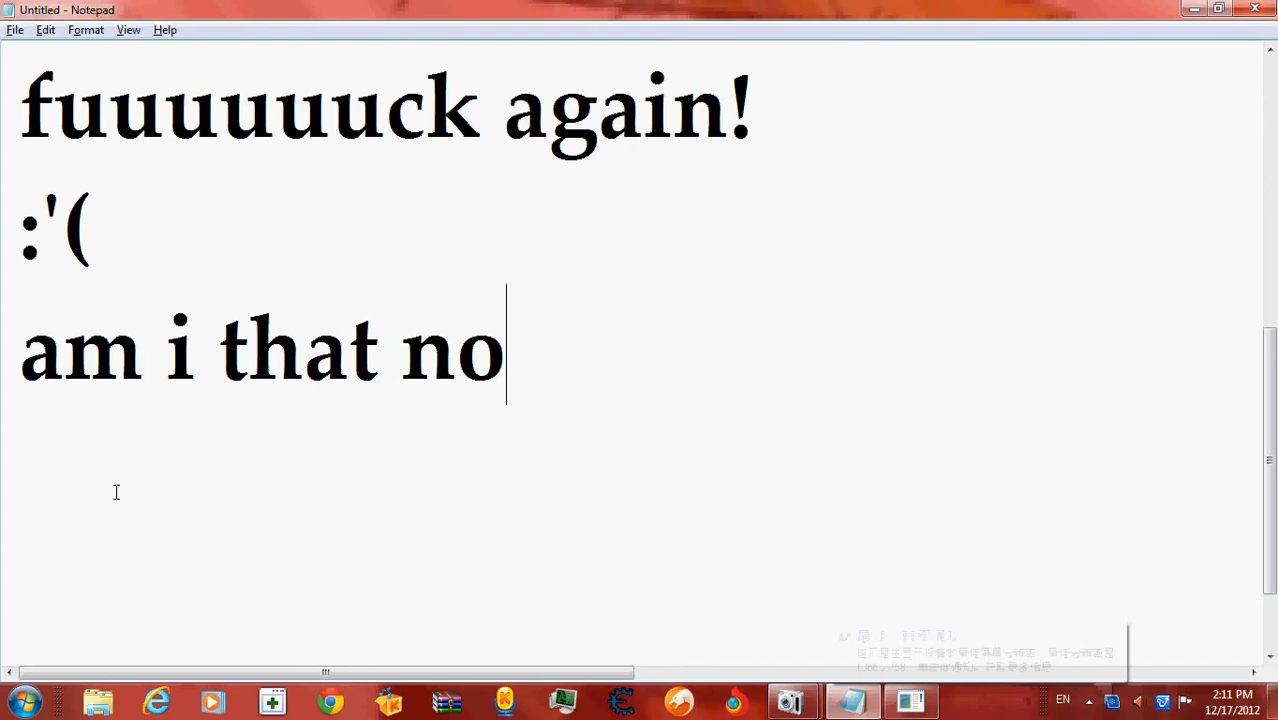 Untitled - Notepad
File Edit Format View Help
fuuuuuuck again!
:'(
am i that no
EN
2:11 PM
12/17/2012